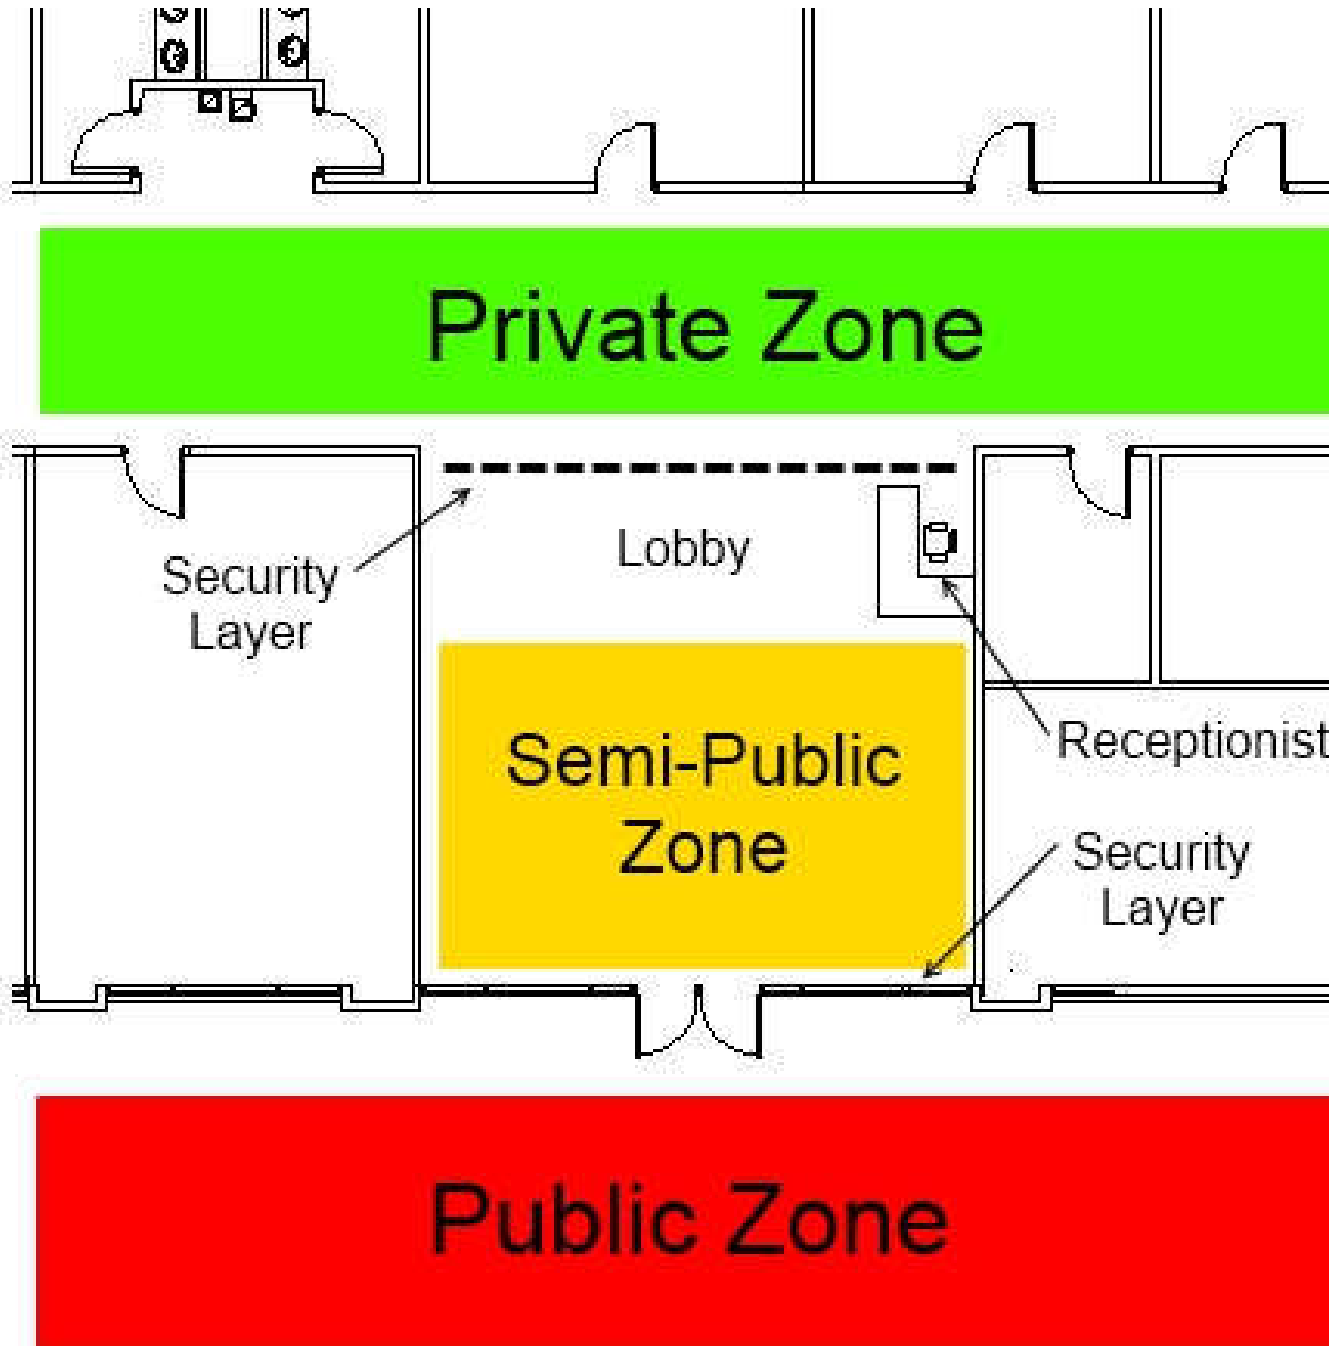 Private Zone
Lobby
Security
Layer
Semi-Public
Zone
Receptionist
Security
Layer
Public Zone